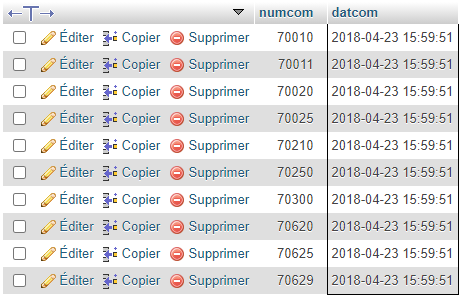 numcom datcom
Éditer Copier Supprimer 70010 2018-04-23 15:59:51
Éditer Copier Supprimer 70011 2018-04-23 15:59:51
Éditer Copier Supprimer 70020 2018-04-23 15:59:51
Éditer Copier Supprimer 70025 2018-04-23 15:59:51
Éditer Copier Supprimer 70210 2018-04-23 15:59:51
Éditer Copier Supprimer 70250 2018-04-23 15:59:51
Éditer Copier Supprimer 70300 2018-04-23 15:59:51
Éditer Copier Supprimer 70620 2018-04-23 15:59:51
Éditer Copier Supprimer 70625 2018-04-23 15:59:51
Éditer Copier Supprimer 70629 2018-04-23 15:59:51